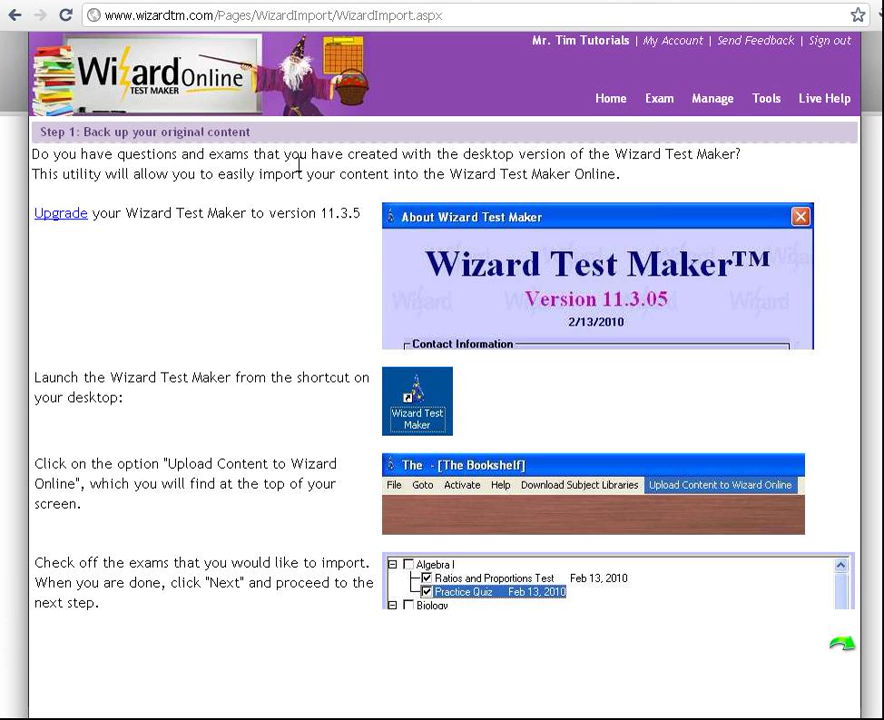 www.wizardtm.com/Pages/WizardImport/WizardImport.aspx
Wizard Online
TEST MAKER
Mr. Tim Tutorials | My Account | Send Feedback | Sign out
Home Exam Manage Tools Live Help
Step 1: Back up your original content
Do you have questions and exams that you have created with the desktop version of the Wizard Test Maker?
This utility will allow you to easily import your content into the Wizard Test Maker Online.
Upgrade your Wizard Test Maker to version 11.3.5
About Wizard Test Maker
Wizard Test Maker™
Version 11.3.05
2/13/2010
Contact Information
Launch the Wizard Test Maker from the shortcut on
your desktop:
Wizard Test
Maker
Click on the option "Upload Content to Wizard
Online", which you will find at the top of your
screen.
The - [The Bookshelf]
File Goto Activate Help Download Subject Libraries Upload Content to Wizard Online
Check off the exams that you would like to import.
When you are done, click "Next" and proceed to the
next step.
Algebra I
Ratios and Proportions Test Feb 13, 2010
Practice Quiz Feb 13, 2010
Biology